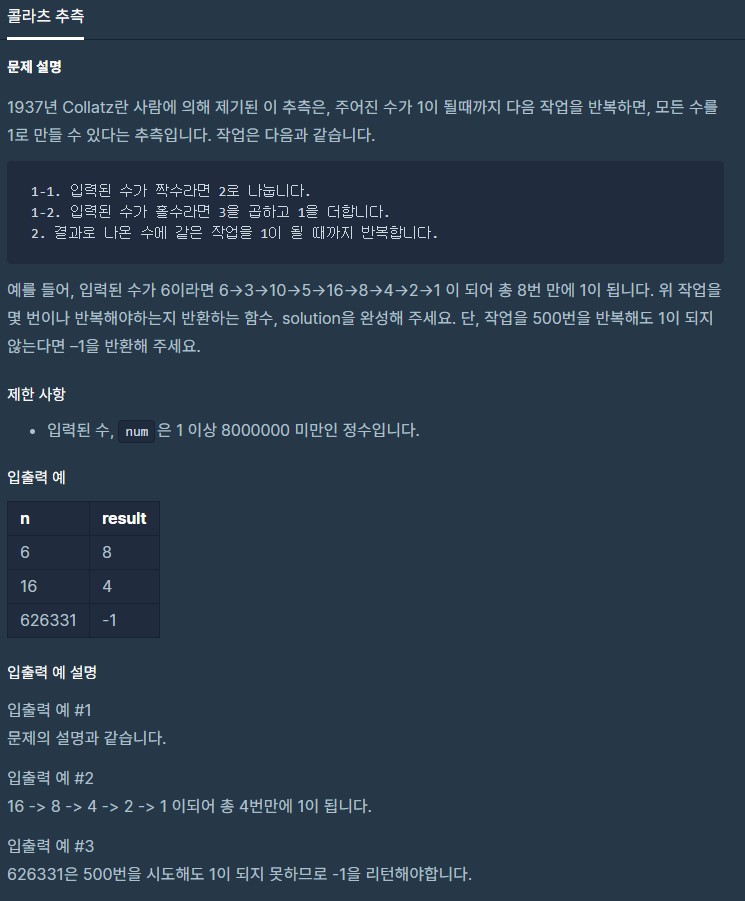 콜라츠 추측
문제 설명
1937년 Collatz란 사람에 의해 제기된 이 추측은, 주어진 수가 1이 될때까지 다음 작업을 반복하면, 모든 수를
1로 만들 수 있다는 추측입니다. 작업은 다음과 같습니다.
1-1. 입력된 수가 짝수라면 2로 나눕니다.
1-2. 입력된 수가 홀수라면 3을 곱하고 1을 더합니다.
2. 결과로 나온 수에 같은 작업을 1이 될 때까지 반복합니다.
예를 들어, 입력된 수가 6이라면 6→3→10→5→16→8→4→2→1 이 되어 총 8번 만에 1이 됩니다. 위 작업을
몇 번이나 반복해야하는지 반환하는 함수, solution을 완성해 주세요. 단, 작업을 500번을 반복해도 1이 되지
않는다면 –1을 반환해 주세요.
제한 사항
• 입력된 수, num 은 1 이상 8000000 미만인 정수입니다.
입출력 예
n result
6 8
16 4
626331 -1
입출력 예 설명
입출력 예 #1
문제의 설명과 같습니다.
입출력 예 #2
16 -> 8 -> 4 -> 2 -> 1 이되어 총 4번만에 1이 됩니다.
입출력 예 #3
626331은 500번을 시도해도 1이 되지 못하므로 -1을 리턴해야합니다.